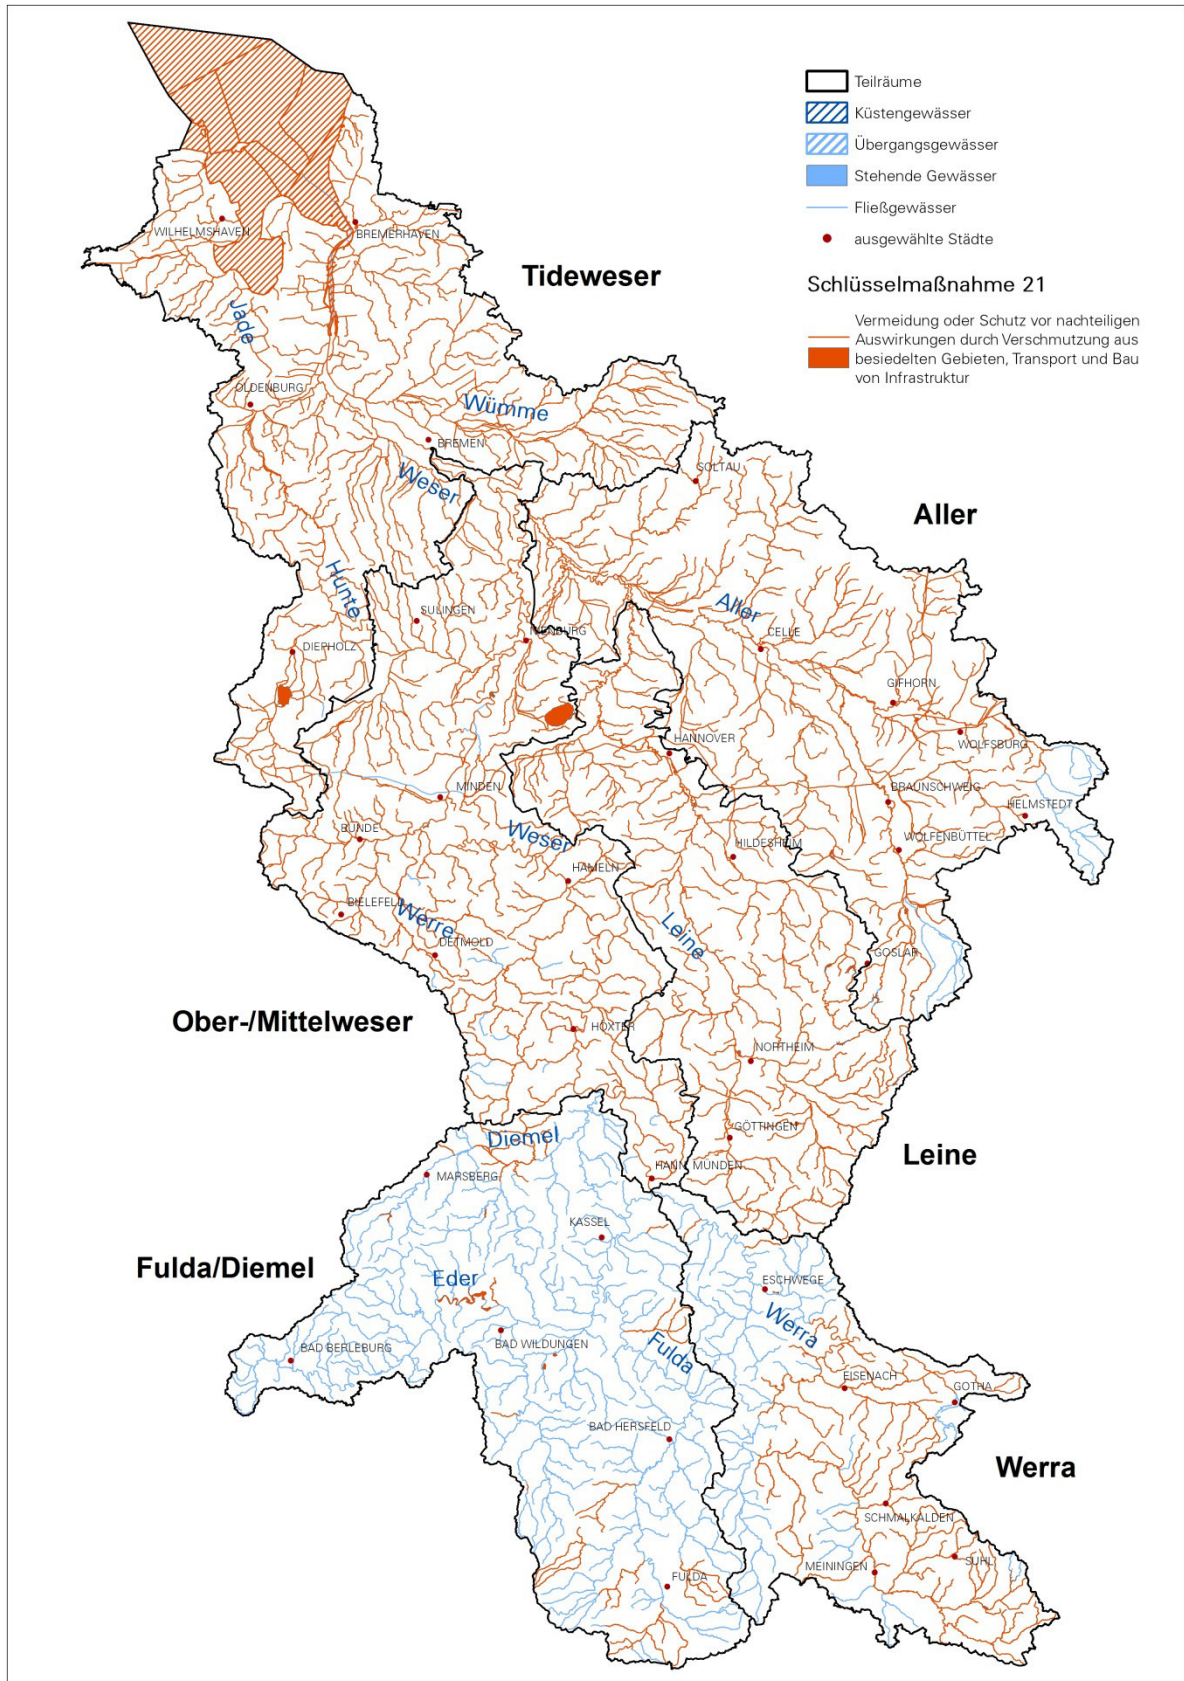 Teilräume
Küstengewässer
Übergangsgewässer
Stehende Gewässer
Fließgewässer
ausgewählte Städte
Schlüsselmaßnahme 21
Vermeidung oder Schutz vor nachteiligen
Auswirkungen durch Verschmutzung aus
besiedelten Gebieten, Transport und Bau
von Infrastruktur
WILHELMSHAVEN
BREMERHAVEN
Tideweser
Jade
OLDENBURG
Wümme
BREMEN
Weser
SOLTAU
Aller
Hunte
SULINGEN
Aller
NIENBURG
CELLE
DIEPHOLZ
GIFHORN
HANNOVER
WOLFSBURG
MINDEN
BRAUNSCHWEIG
HELMSTEDT
BÜNDE
Weser
HILDESHEIM
WOLFENBÜTTEL
HAMELN
BIELEFELD
Werre
Leine
DETMOLD
GOSLAR
Ober-/Mittelweser
HÖXTER
NORTHEIM
Diemel
GÖTTINGEN
Leine
MARSBERG
HANN. MÜNDEN
KASSEL
Fulda/Diemel
Eder
ESCHWEGE
Werra
BAD BERLEBURG
BAD WILDUNGEN
Fulda
EISENACH
GOTHA
BAD HERSFELD
Werra
SCHMALKALDEN
MEININGEN
SUHL
FULDA